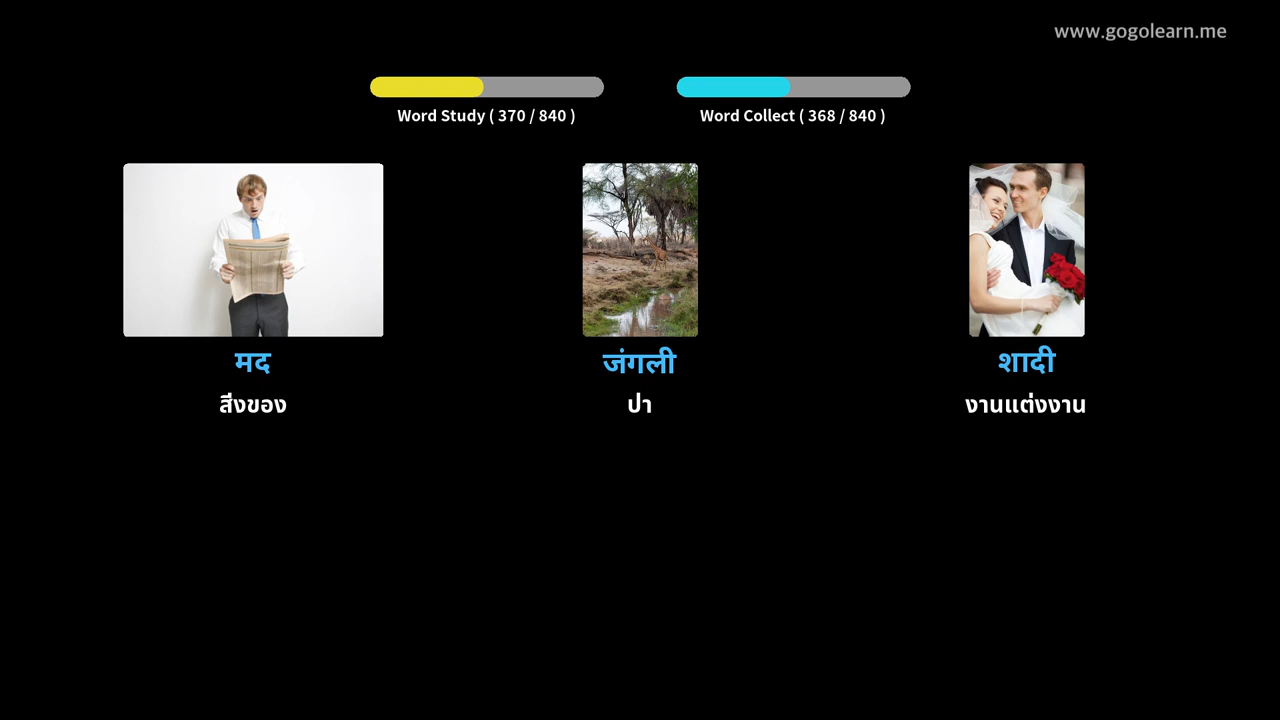 www.gogolearn.me
Word Study ( 370 / 840 )
Word Collect ( 368 / 840 )
मद
जंगली
शादी
สิ่งของ
ป่า
งานแต่งงาน